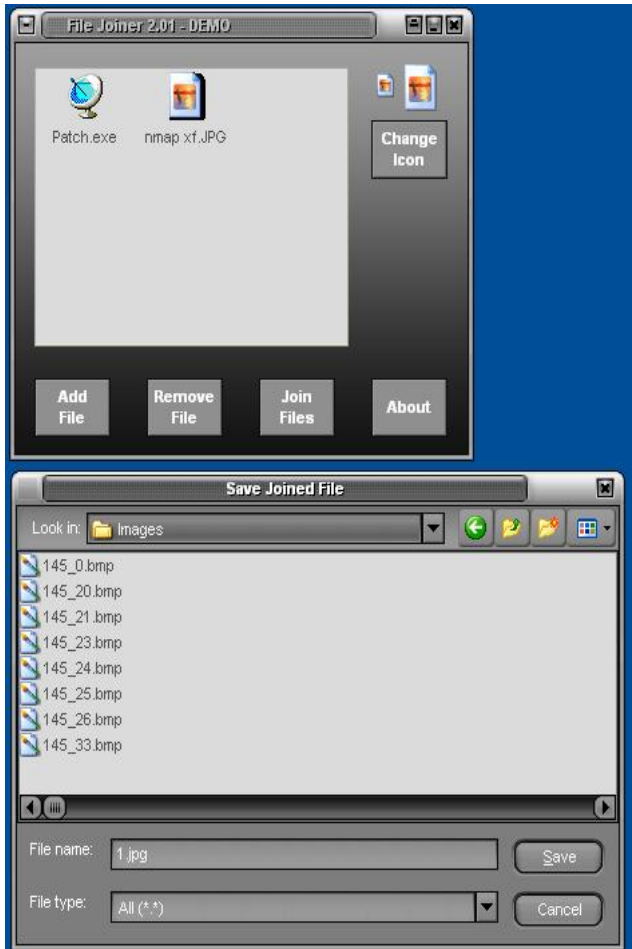 File Joiner 2.01 - DEMO
Patch.exe
nmap xf.JPG
Change
Icon
Add
File
Remove
File
Join
Files
About
Save Joined File
Look in:
Images
145_0.bmp
145_20.bmp
145_21.bmp
145_23.bmp
145_24.bmp
145_25.bmp
145_26.bmp
145_33.bmp
File name:
1.jpg
Save
File type:
All (*.*)
Cancel